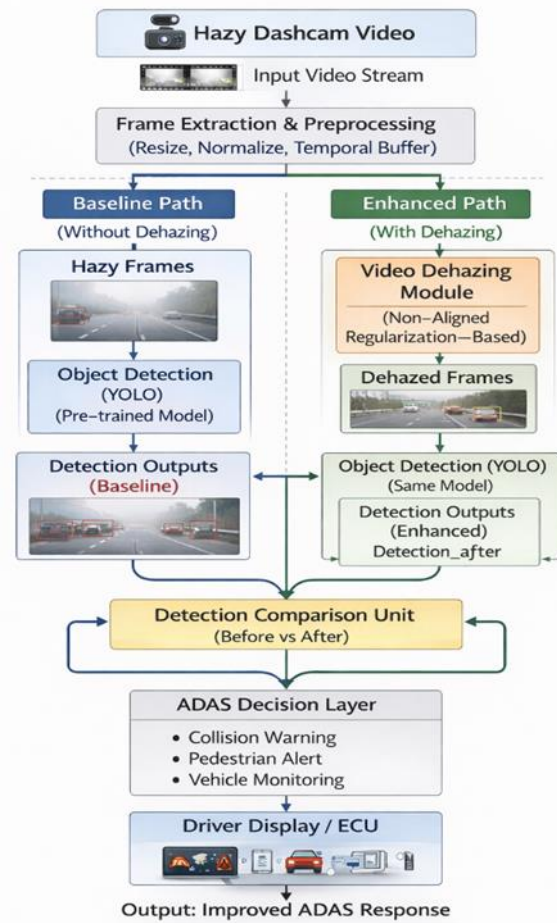 Hazy Dashcam Video
Input Video Stream
Frame Extraction & Preprocessing
(Resize, Normalize, Temporal Buffer)
Baseline Path
(Without Dehazing)
Hazy Frames
Object Detection
(YOLO)
(Pre-trained Model)
Detection Outputs
(Baseline)
Enhanced Path
(With Dehazing)
Video Dehazing
Module
(Non-Aligned
Regularization—Based)
Dehazed Frames
Object Detection (YOLO)
(Same Model)
Detection Outputs
(Enhanced)
Detection_after
Detection Comparison Unit
(Before vs After)
ADAS Decision Layer
• Collision Warning
• Pedestrian Alert
• Vehicle Monitoring
Driver Display / ECU
Output: Improved ADAS Response